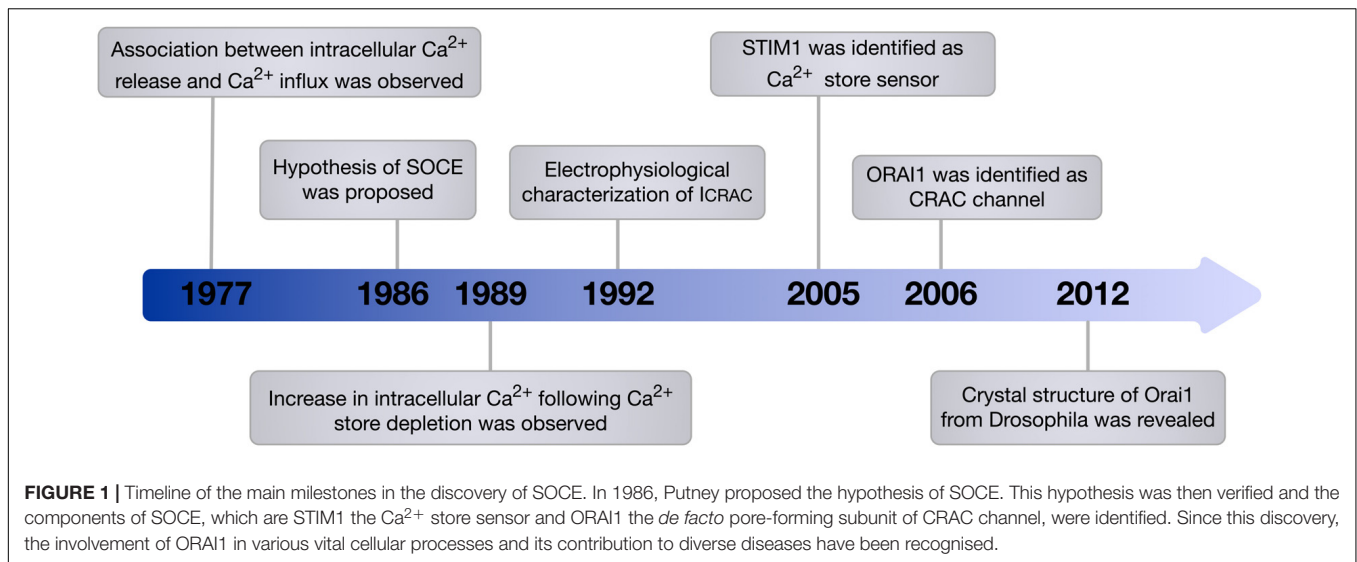 Association between intracellular Ca²⁺
release and Ca²⁺ influx was observed
STIM1 was identified as
Ca²⁺ store sensor
Hypothesis of SOCE
was proposed
Electrophysiological
characterization of ICRAC
ORAI1 was identified as
CRAC channel
1977 1986 1989 1992 2005 2006 2012
Increase in intracellular Ca²⁺ following Ca²⁺
store depletion was observed
Crystal structure of Orai1
from Drosophila was revealed
FIGURE 1 | Timeline of the main milestones in the discovery of SOCE. In 1986, Putney proposed the hypothesis of SOCE. This hypothesis was then verified and the
components of SOCE, which are STIM1 the Ca²⁺ store sensor and ORAI1 the de facto pore-forming subunit of CRAC channel, were identified. Since this discovery,
the involvement of ORAI1 in various vital cellular processes and its contribution to diverse diseases have been recognised.